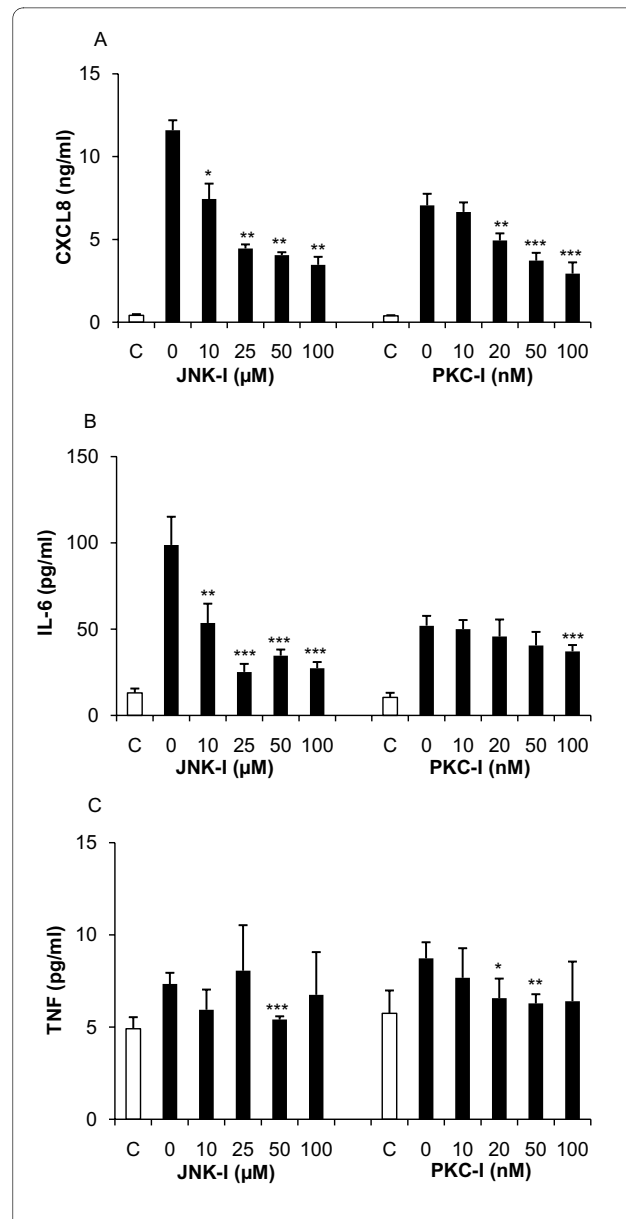 A
15
10
5
0
CXCL8 (ng/ml)
* ** ** ** ** *** ***
C 0 10 25 50 100 C 0 10 20 50 100
JNK-I (µM) PKC-I (nM)
B
150
100
50
0
IL-6 (pg/ml)
** *** *** *** ***
C 0 10 25 50 100 C 0 10 20 50 100
JNK-I (µM) PKC-I (nM)
C
15
10
5
0
TNF (pg/ml)
*** * **
C 0 10 25 50 100 C 0 10 20 50 100
JNK-I (µM) PKC-I (nM)